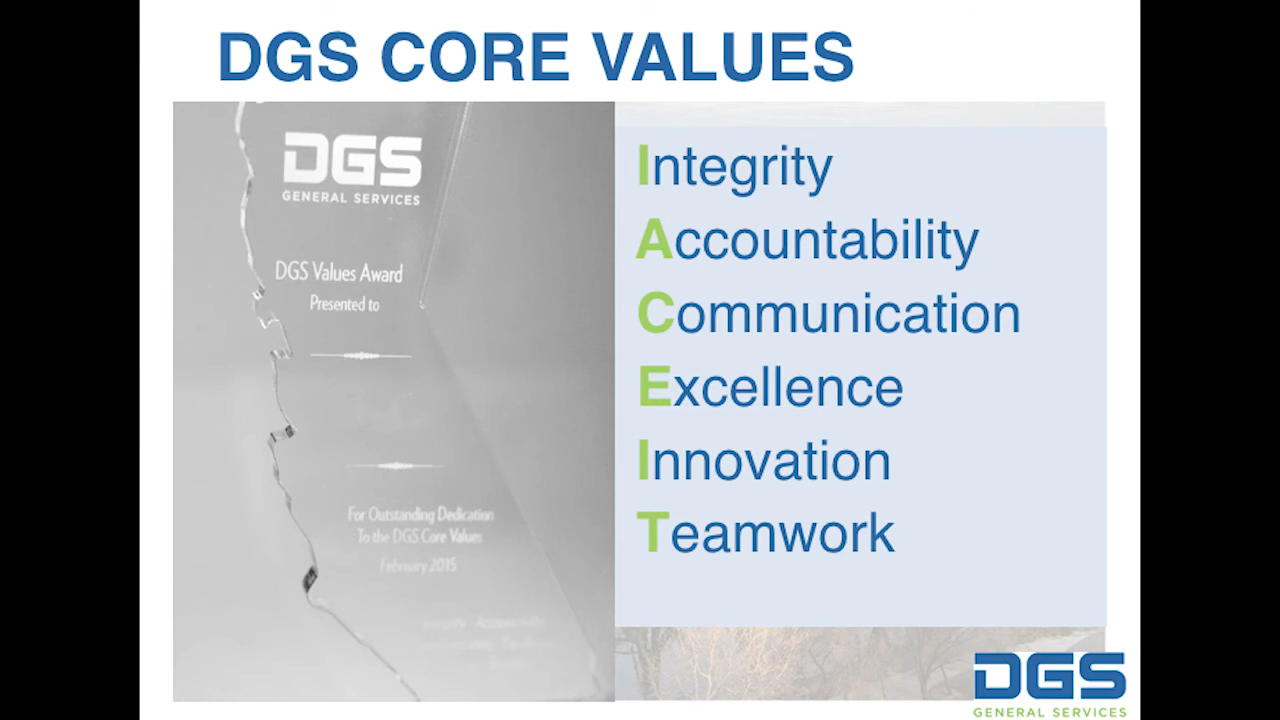 DGS CORE VALUES
DGS
GENERAL SERVICES
DGS Values Award
Presented to
For Outstanding Dedication
To the DGS Core Values
February 2015
Integrity
Accountability
Communication
Excellence
Innovation
Teamwork
DGS
GENERAL SERVICES